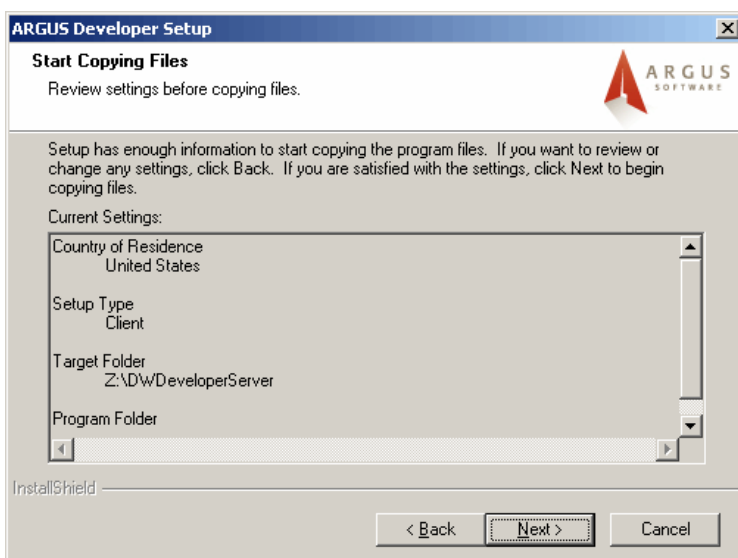 ARGUS Developer Setup
Start Copying Files
Review settings before copying files.
ARGUS
SOFTWARE
Setup has enough information to start copying the program files. If you want to review or
change any settings, click Back. If you are satisfied with the settings, click Next to begin
copying files.
Current Settings:
Country of Residence
United States
Setup Type
Client
Target Folder
Z:\DWDeveloperServer
Program Folder
InstallShield
< Back
Next >
Cancel